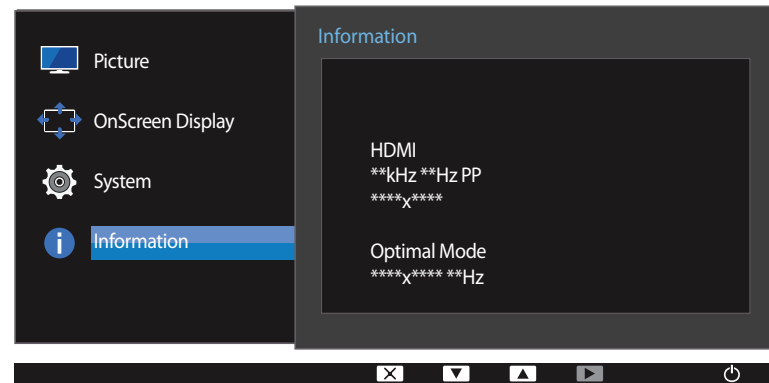 Picture
OnScreen Display
System
Information
Information
HDMI
**kHz **Hz PP
****x****
Optimal Mode
****x**** **Hz